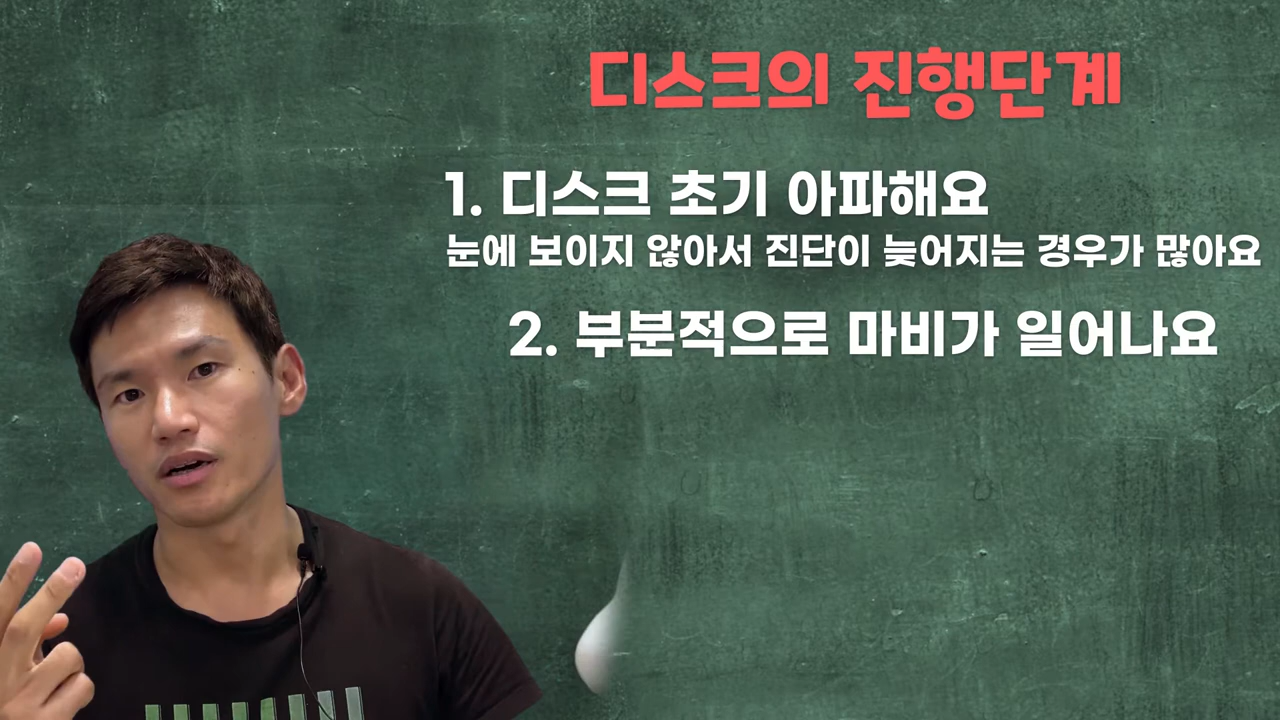 디스크의 진행단계
1. 디스크 초기 아파해요
눈에 보이지 않아서 진단이 늦어지는 경우가 많아요
2. 부분적으로 마비가 일어나요